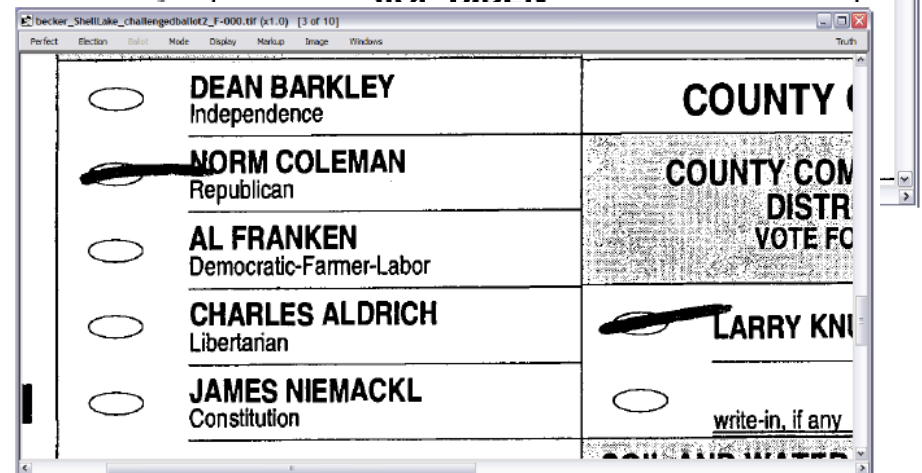 becker_ShellLake_challengedballot2_F-000.tif (x1.0) [3 of 10]
Perfect Election Ballot Mode Display Markup Image Windows Truth
DEAN BARKLEY
Independence
NORM COLEMAN
Republican
AL FRANKEN
Democratic-Farmer-Labor
CHARLES ALDRICH
Libertarian
JAMES NIEMACKL
Constitution
COUNTY
COUNTY COM
DISTR
VOTE FO
LARRY KNU
write-in, if any